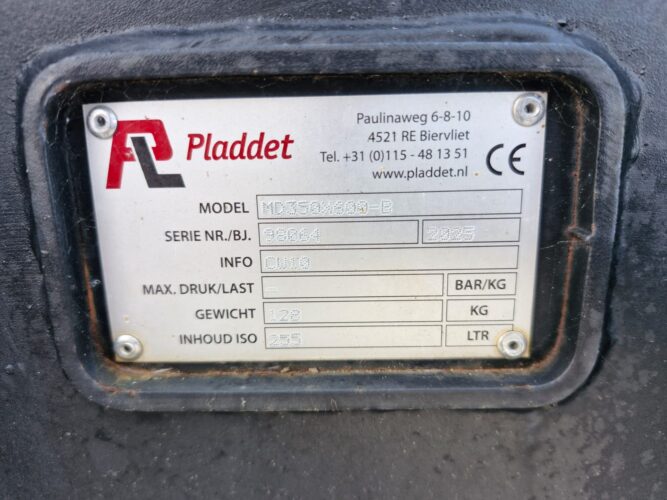 PL Pladdet
Paulinaweg 6-8-10
4521 RE Biervliet
Tel. +31 (0)115 - 48 13 51
www.pladdet.nl
CE
MODEL MD350X800-B
SERIE NR./BJ. 98064 2025
INFO CW10
MAX. DRUK/LAST - BAR/KG
GEWICHT 128 KG
INHOUD ISO 255 LTR